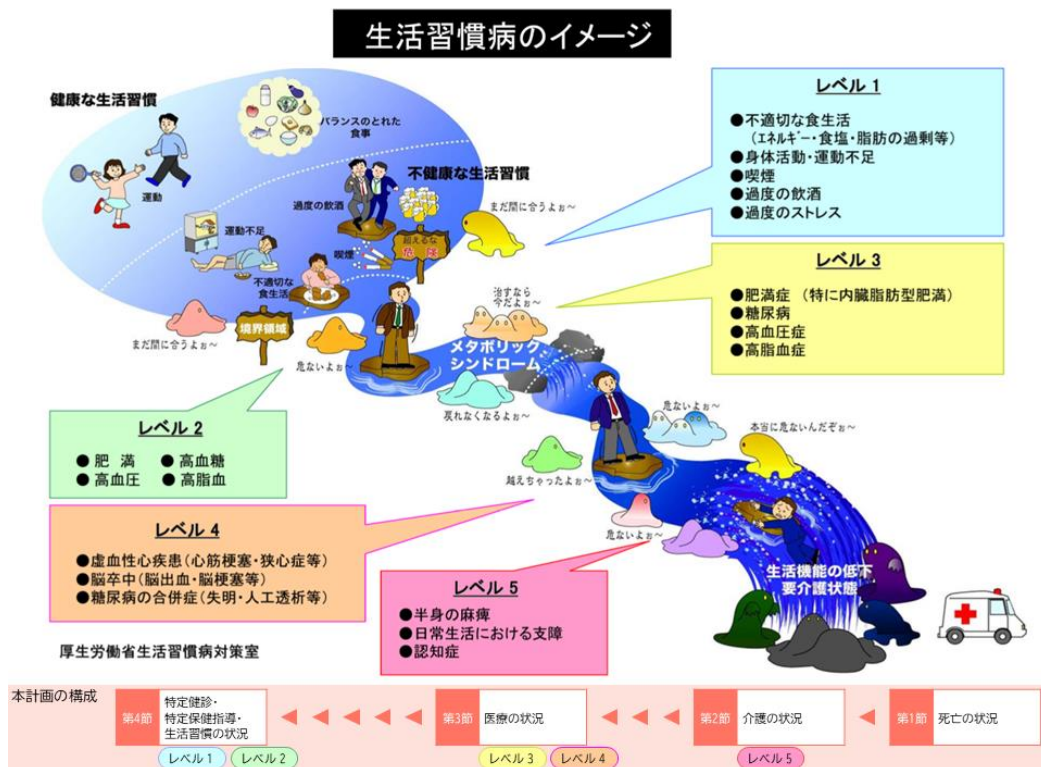 生活習慣病のイメージ
健康な生活習慣
バランスのとれた
食事
運動
不健康な生活習慣
過度の飲酒
運動不足
喫煙
超えるな
危険
不適切な
食生活
境界領域
まだ間に合うよぉ～
まだ間に合うよぉ～
危ないよぉ～
治すなら
今だよぉ～
メタボリック
シンドローム
戻れなくなるよぉ～
危ないよぉ～
本当に危ないんだぞぉ～
越えちゃったよぉ～
危ないよぉ～
生活機能の低下
要介護状態
レベル 1
●不適切な食生活
(エネルギー・食塩・脂肪の過剰等)
●身体活動・運動不足
●喫煙
●過度の飲酒
●過度のストレス
レベル 3
●肥満症 (特に内臓脂肪型肥満)
●糖尿病
●高血圧症
●高脂血症
レベル 2
● 肥 満 ● 高血糖
● 高血圧 ● 高脂血
レベル 4
●虚血性心疾患(心筋梗塞・狭心症等)
●脳卒中(脳出血・脳梗塞等)
●糖尿病の合併症(失明・人工透析等)
レベル 5
●半身の麻痺
●日常生活における支障
●認知症
厚生労働省生活習慣病対策室
本計画の構成
第4節
特定健診・
特定保健指導・
生活習慣の状況
第3節 医療の状況
第2節 介護の状況
第1節 死亡の状況
レベル 1 レベル 2 レベル 3 レベル 4 レベル 5